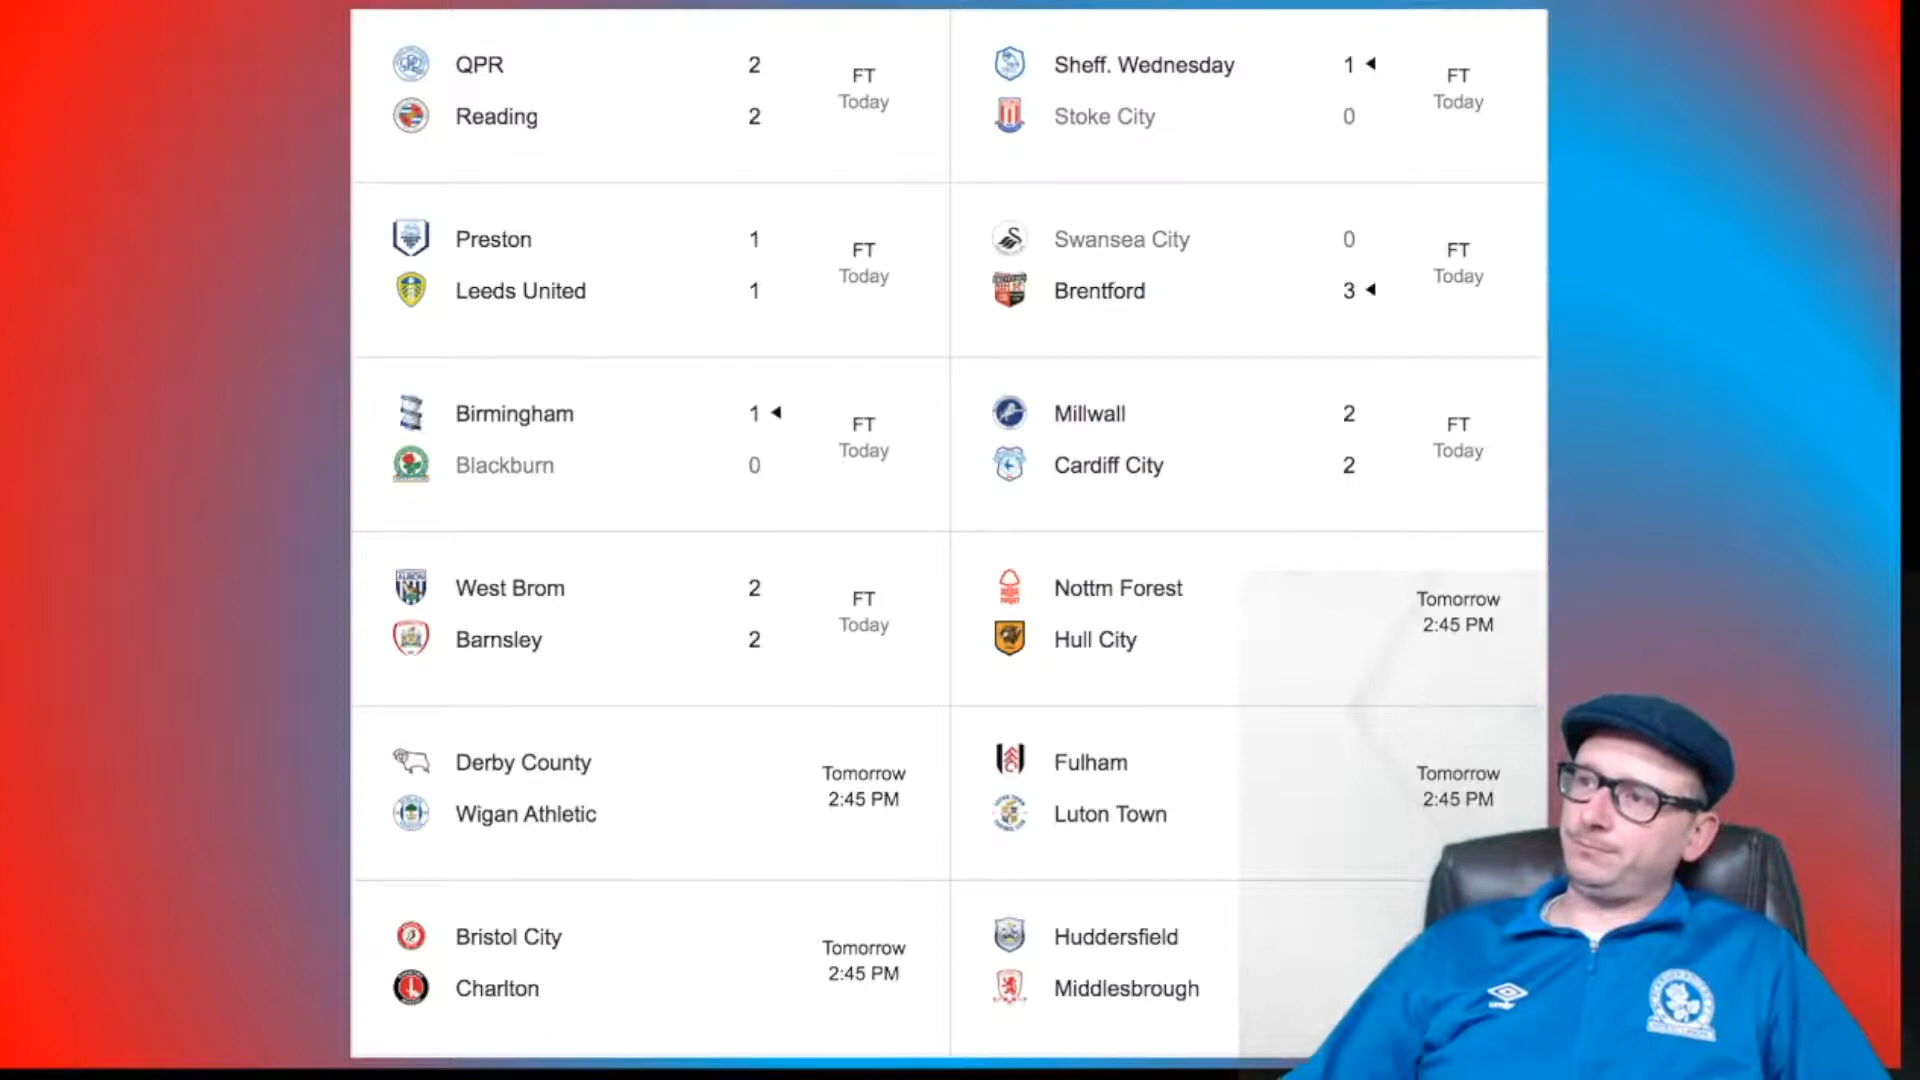 QPR 2
FT
Today
Reading 2
Sheff. Wednesday 1
FT
Today
Stoke City 0
Preston 1
FT
Today
Leeds United 1
Swansea City 0
FT
Today
Brentford 3
Birmingham 1
FT
Today
Blackburn 0
Millwall 2
FT
Today
Cardiff City 2
West Brom 2
FT
Today
Barnsley 2
Nottm Forest
Tomorrow
2:45 PM
Hull City
Derby County
Tomorrow
2:45 PM
Wigan Athletic
Fulham
Tomorrow
2:45 PM
Luton Town
Bristol City
Tomorrow
2:45 PM
Charlton
Huddersfield
Middlesbrough